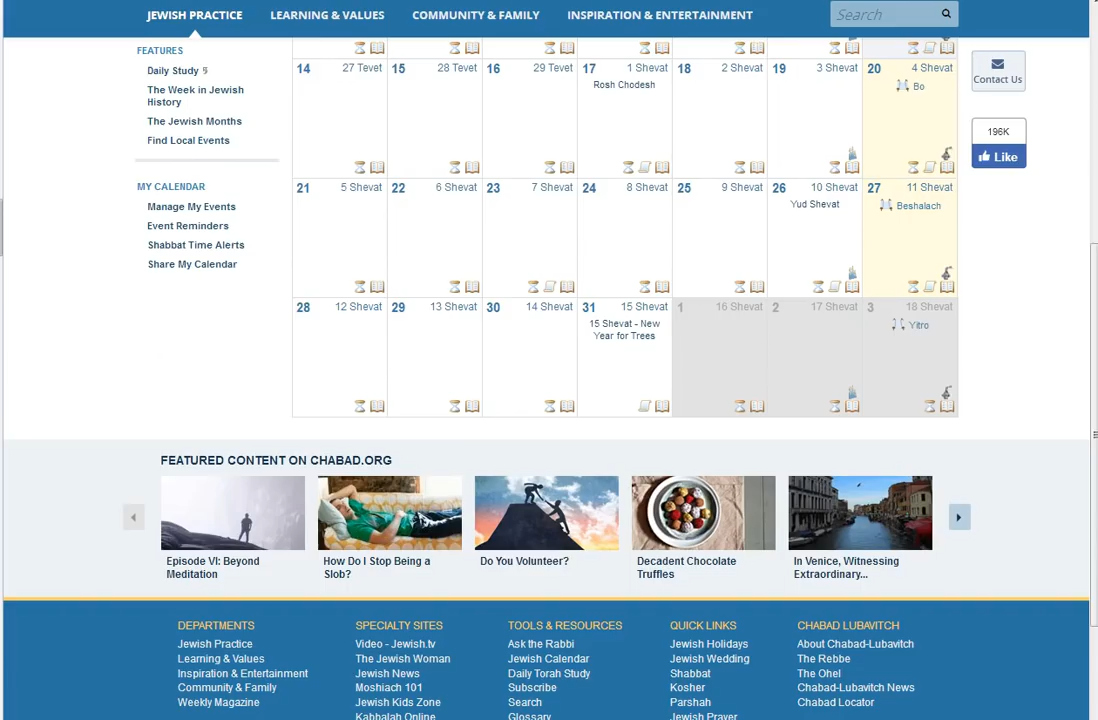 JEWISH PRACTICE LEARNING & VALUES COMMUNITY & FAMILY INSPIRATION & ENTERTAINMENT Search
FEATURES
Daily Study
The Week in Jewish
History
The Jewish Months
Find Local Events
MY CALENDAR
Manage My Events
Event Reminders
Shabbat Time Alerts
Share My Calendar
14 27 Tevet 15 28 Tevet 16 29 Tevet 17 1 Shevat 18 2 Shevat 19 3 Shevat 20 4 Shevat
Rosh Chodesh Bo
21 5 Shevat 22 6 Shevat 23 7 Shevat 24 8 Shevat 25 9 Shevat 26 10 Shevat 27 11 Shevat
Yud Shevat Beshalach
28 12 Shevat 29 13 Shevat 30 14 Shevat 31 15 Shevat 1 16 Shevat 2 17 Shevat 3 18 Shevat
15 Shevat - New Yitro
Year for Trees
Contact Us
196K
Like
FEATURED CONTENT ON CHABAD.ORG
Episode VI: Beyond
Meditation
How Do I Stop Being a
Slob?
Do You Volunteer?
Decadent Chocolate
Truffles
In Venice, Witnessing
Extraordinary...
DEPARTMENTS
Jewish Practice
Learning & Values
Inspiration & Entertainment
Community & Family
Weekly Magazine
SPECIALTY SITES
Video - Jewish.tv
The Jewish Woman
Jewish News
Moshiach 101
Jewish Kids Zone
Kabbalah Online
TOOLS & RESOURCES
Ask the Rabbi
Jewish Calendar
Daily Torah Study
Subscribe
Search
Glossary
QUICK LINKS
Jewish Holidays
Jewish Wedding
Shabbat
Kosher
Parshah
Jewish Prayer
CHABAD LUBAVITCH
About Chabad-Lubavitch
The Rebbe
The Ohel
Chabad-Lubavitch News
Chabad Locator